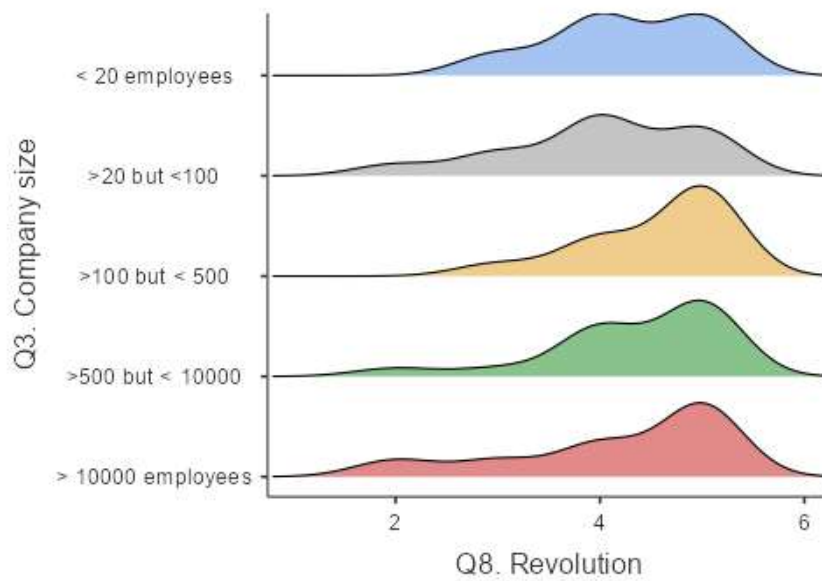 Q3. Company size
< 20 employees
>20 but <100
>100 but < 500
>500 but < 10000
> 10000 employees
2 4 6
Q8. Revolution